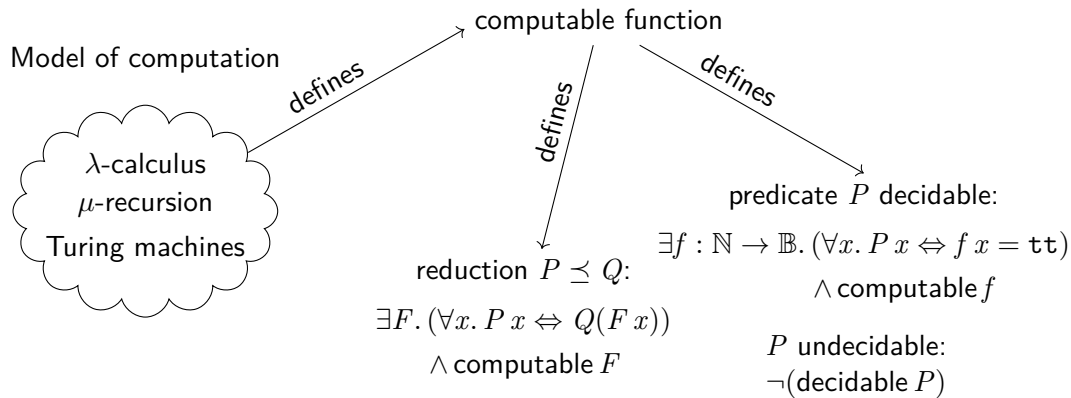 computable function
Model of computation
defines
defines
defines
λ-calculus
μ-recursion
Turing machines
reduction P ⪯ Q:
∃F. (∀x. P x ⇔ Q(F x))
∧ computable F
predicate P decidable:
∃f : ℕ → 𝔹. (∀x. P x ⇔ f x = tt)
∧ computable f
P undecidable:
¬(decidable P)